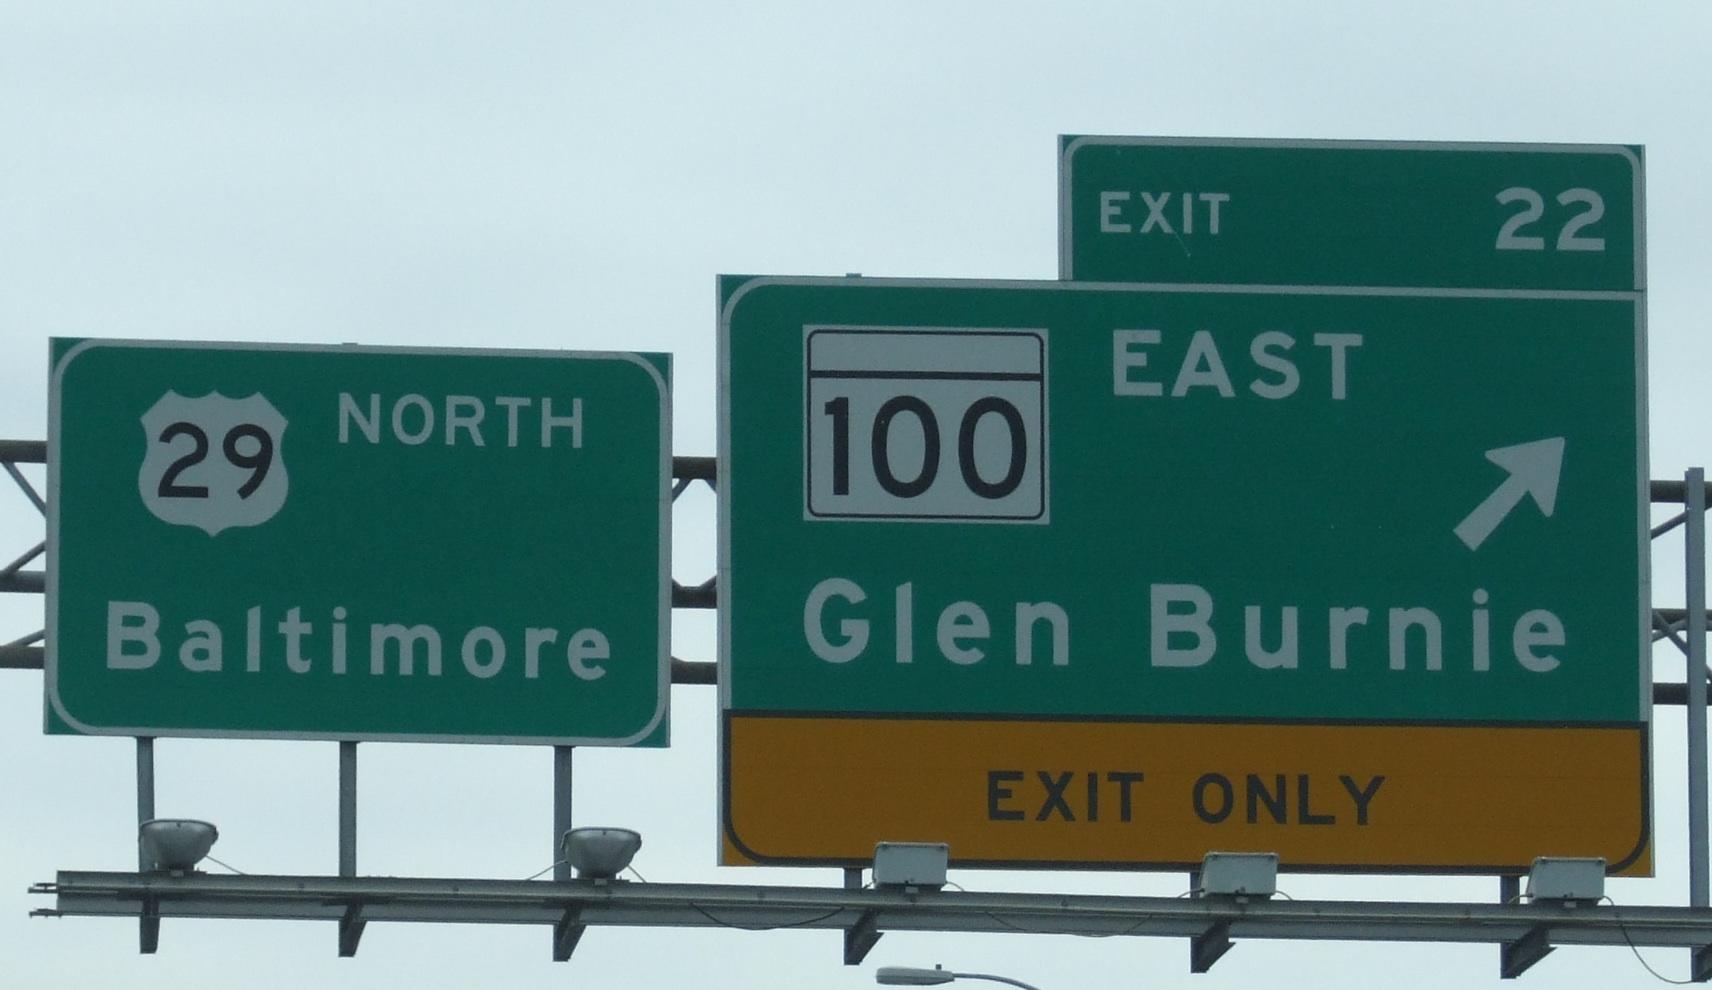 29 NORTH
Baltimore
EXIT 22
100 EAST
Glen Burnie
EXIT ONLY